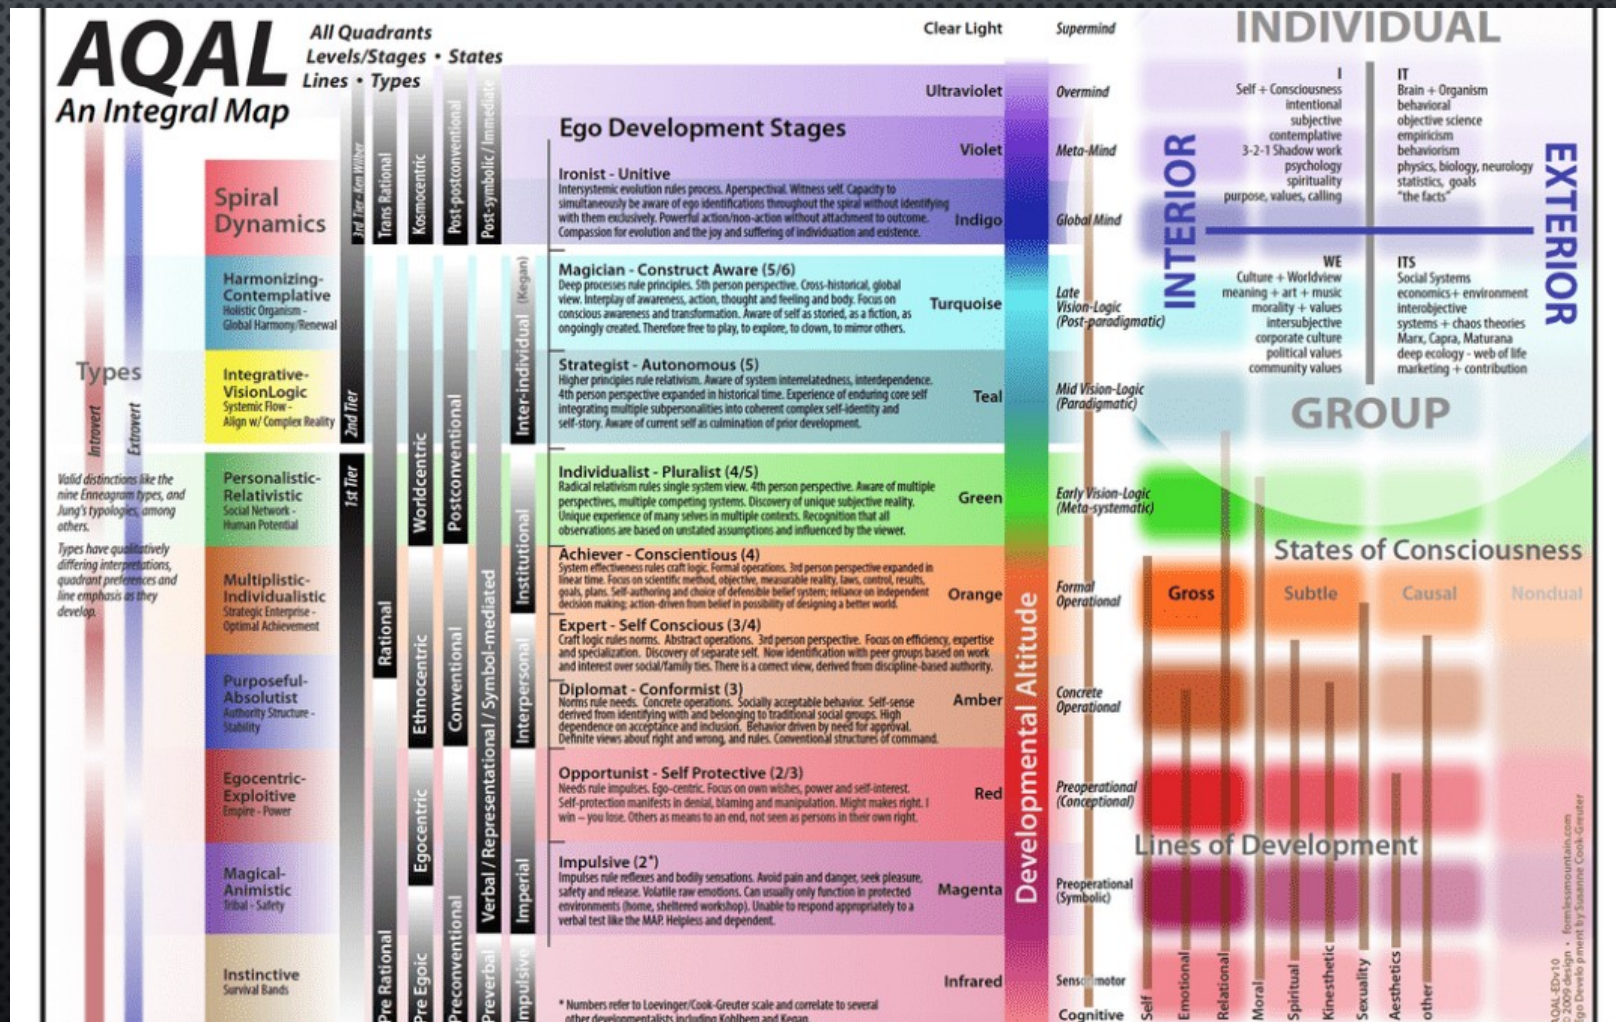 AQAL
An Integral Map
All Quadrants
Levels/Stages • States
Lines • Types
Types
Introvert
Extrovert
Valid distinctions like the
nine Enneagram types, and
Jung's typologies, among
others.
Types have qualitatively
differing interpretations,
quadrant preferences and
line emphasis as they
develop.
Spiral
Dynamics
Harmonizing-
Contemplative
Holistic Organism -
Global Harmony/Renewal
Integrative-
VisionLogic
Systemic Flow -
Align w/ Complex Reality
Personalistic-
Relativistic
Social Network -
Human Potential
Multiplistic-
Individualistic
Strategic Enterprise -
Optimal Achievement
Purposeful-
Absolutist
Authority Structure -
Stability
Egocentric-
Exploitive
Empire - Power
Magical-
Animistic
Tribal - Safety
Instinctive
Survival Bands
3rd Tier - Ken Wilber
2nd Tier
1st Tier
Trans Rational
Rational
Pre Rational
Kosmocentric
Worldcentric
Ethnocentric
Egocentric
Pre Egoic
Post-postconventional
Postconventional
Conventional
Preconventional
Post-symbolic / Immediate
Verbal / Representational / Symbol-mediated
Preverbal
Inter-individual (Kegan)
Institutional
Interpersonal
Imperial
Impulsive
Ego Development Stages
Ironist - Unitive
Intersystemic evolution rules process. Aperspectival. Witness self. Capacity to
simultaneously be aware of ego identifications throughout the spiral without identifying
with them exclusively. Powerful action/non-action without attachment to outcome.
Compassion for evolution and the joy and suffering of individuation and existence.
Magician - Construct Aware (5/6)
Deep processes rule principles. 5th person perspective. Cross-historical, global
view. Interplay of awareness, action, thought and feeling and body. Focus on
conscious awareness and transformation. Aware of self as storied, as a fiction, as
ongoingly created. Therefore free to play, to explore, to clown, to mirror others.
Strategist - Autonomous (5)
Higher principles rule relativism. Aware of system interrelatedness, interdependence.
4th person perspective expanded in historical time. Experience of enduring core self
integrating multiple subpersonalities into coherent complex self-identity and
self-story. Aware of current self as culmination of prior development.
Individualist - Pluralist (4/5)
Radical relativism rules single system view. 4th person perspective. Aware of multiple
perspectives, multiple competing systems. Discovery of unique subjective reality.
Unique experience of many selves in multiple contexts. Recognition that all
observations are based on unstated assumptions and influenced by the viewer.
Achiever - Conscientious (4)
System effectiveness rules craft logic. Formal operations. 3rd person perspective expanded in
linear time. Focus on scientific method, objective, measurable reality, laws, control, results,
goals, plans. Self-authoring and choice of defensible belief system; reliance on independent
decision making; action-driven from belief in possibility of designing a better world.
Expert - Self Conscious (3/4)
Craft logic rules norms. Abstract operations. 3rd person perspective. Focus on efficiency, expertise
and specialization. Discovery of separate self. Now identification with peer groups based on work
and interest over social/family ties. There is a correct view, derived from discipline-based authority.
Diplomat - Conformist (3)
Norms rule needs. Concrete operations. Socially acceptable behavior. Self-sense
derived from identifying with and belonging to traditional social groups. High
dependence on acceptance and inclusion. Behavior driven by need for approval.
Definite views about right and wrong, and rules. Conventional structures of command.
Opportunist - Self Protective (2/3)
Needs rule impulses. Ego-centric. Focus on own wishes, power and self-interest.
Self-protection manifests in denial, blaming and manipulation. Might makes right. I
win – you lose. Others as means to an end, not seen as persons in their own right.
Impulsive (2*)
Impulses rule reflexes and bodily sensations. Avoid pain and danger, seek pleasure,
safety and release. Volatile raw emotions. Can usually only function in protected
environments (home, sheltered workshop). Unable to respond appropriately to a
verbal test like the MAP. Helpless and dependent.
* Numbers refer to Loevinger/Cook-Greuter scale and correlate to several
other developmentalists including Kohlberg and Kegan.
Clear Light
Ultraviolet
Violet
Indigo
Turquoise
Teal
Green
Orange
Amber
Red
Magenta
Infrared
Developmental Altitude
Supermind
Overmind
Meta-Mind
Global Mind
Late
Vision-Logic
(Post-paradigmatic)
Mid Vision-Logic
(Paradigmatic)
Early Vision-Logic
(Meta-systematic)
Formal
Operational
Concrete
Operational
Preoperational
(Conceptional)
Preoperational
(Symbolic)
Sensorimotor
Cognitive
INDIVIDUAL
INTERIOR
EXTERIOR
I
Self + Consciousness
intentional
subjective
contemplative
3-2-1 Shadow work
psychology
spirituality
purpose, values, calling
IT
Brain + Organism
behavioral
objective science
empiricism
behaviorism
physics, biology, neurology
statistics, goals
"the facts"
WE
Culture + Worldview
meaning + art + music
morality + values
intersubjective
corporate culture
political values
community values
ITS
Social Systems
economics+ environment
interobjective
systems + chaos theories
Marx, Capra, Maturana
deep ecology - web of life
marketing + contribution
GROUP
States of Consciousness
Gross
Subtle
Causal
Nondual
Lines of Development
Self
Emotional
Relational
Moral
Spiritual
Kinesthetic
Sexuality
Aesthetics
other
AQAL-EDv10
© 2009 design • formlessmountain.com
Ego Development by Susanne Cook-Greuter